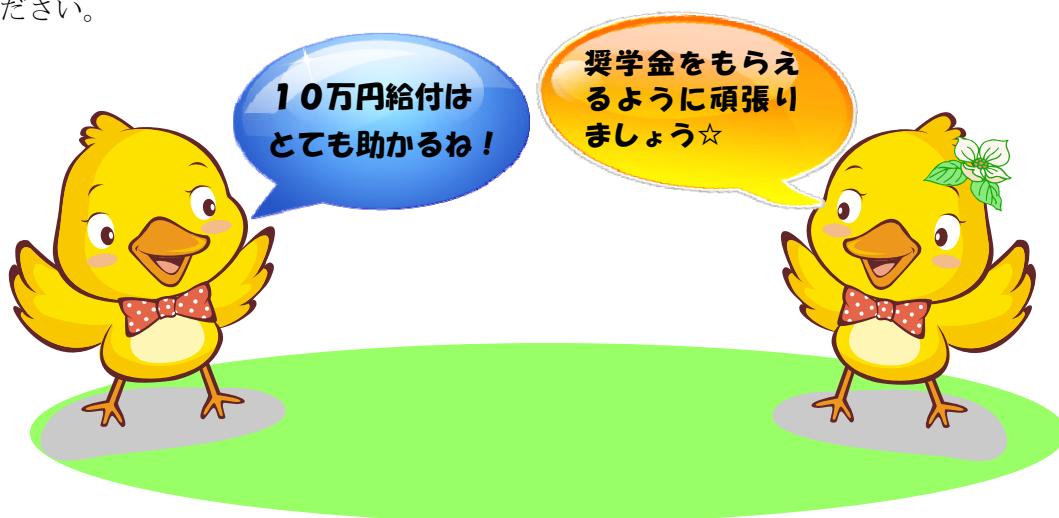 ださい。
１０万円給付は
とても助かるね！
奨学金をもらえ
るように頑張り
ましょう☆